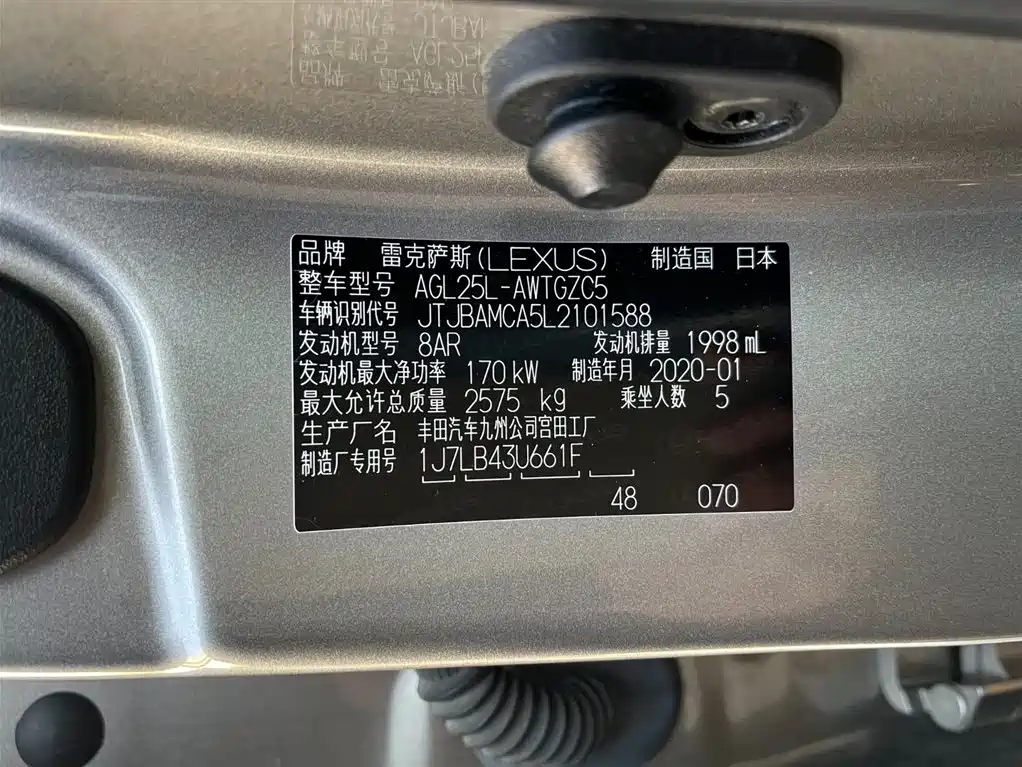 品牌 雷克萨斯(LEXUS) 制造国 日本
整车型号 AGL25L-AWTGZC5
车辆识别代号 JTJBAMCA5L2101588
发动机型号 8AR 发动机排量 1998 mL
发动机最大净功率 170 kW 制造年月 2020-01
最大允许总质量 2575 kg 乘坐人数 5
生产厂名 丰田汽车九州公司宫田工厂
制造厂专用号 1J7LB43U661F
48 070